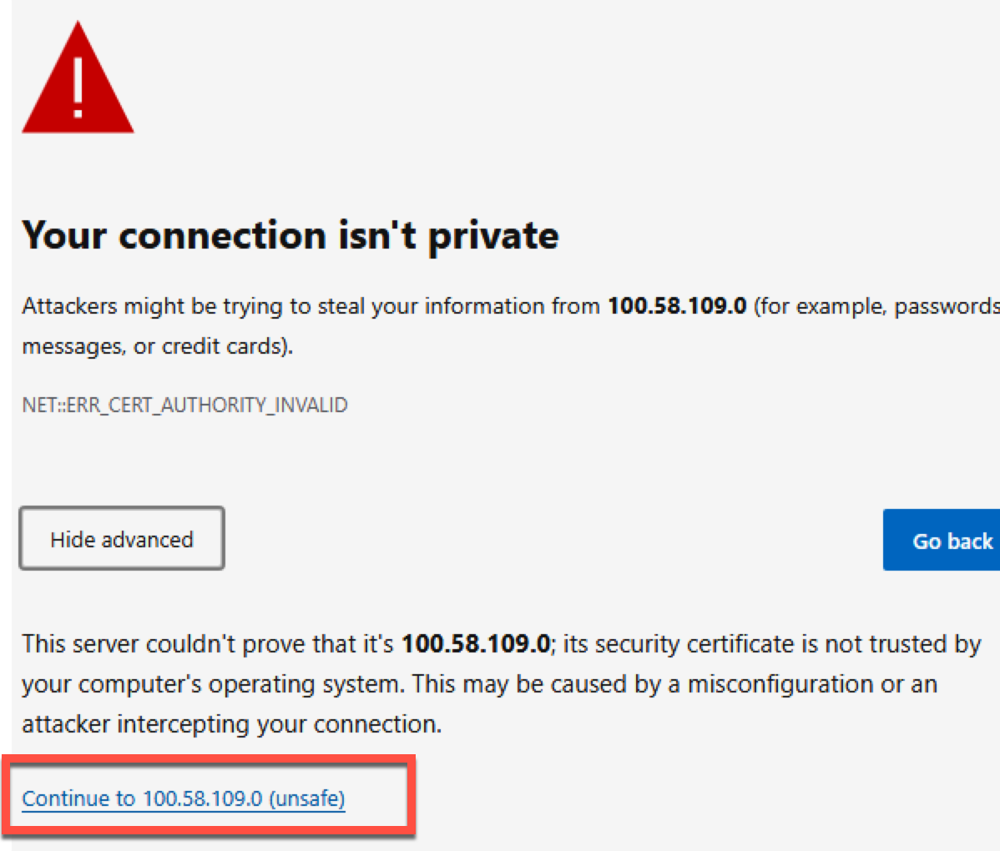 !
Your connection isn't private
Attackers might be trying to steal your information from 100.58.109.0 (for example, passwords
messages, or credit cards).
NET::ERR_CERT_AUTHORITY_INVALID
Hide advanced
Go back
This server couldn't prove that it's 100.58.109.0; its security certificate is not trusted by
your computer's operating system. This may be caused by a misconfiguration or an
attacker intercepting your connection.
Continue to 100.58.109.0 (unsafe)